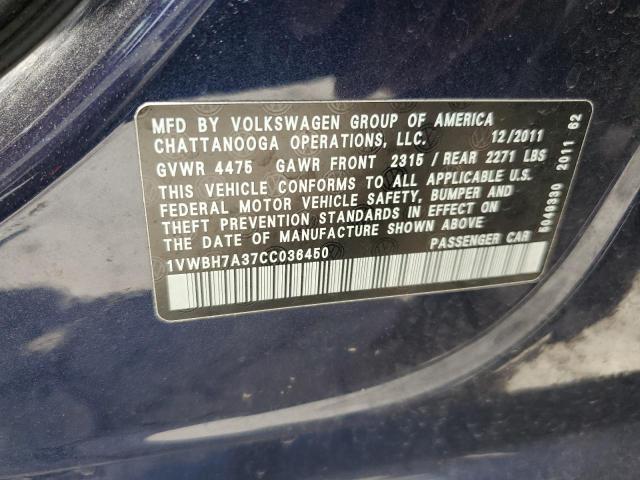 MFD BY VOLKSWAGEN GROUP OF AMERICA
CHATTANOOGA OPERATIONS, LLC. 12/2011
GVWR 4475 GAWR FRONT 2315 / REAR 2271 LBS
THIS VEHICLE CONFORMS TO ALL APPLICABLE U.S.
FEDERAL MOTOR VEHICLE SAFETY, BUMPER AND
THEFT PREVENTION STANDARDS IN EFFECT ON
THE DATE OF MANUFACTURE SHOWN ABOVE
1VWBH7A37CC036450 PASSENGER CAR
5049330 2011 62